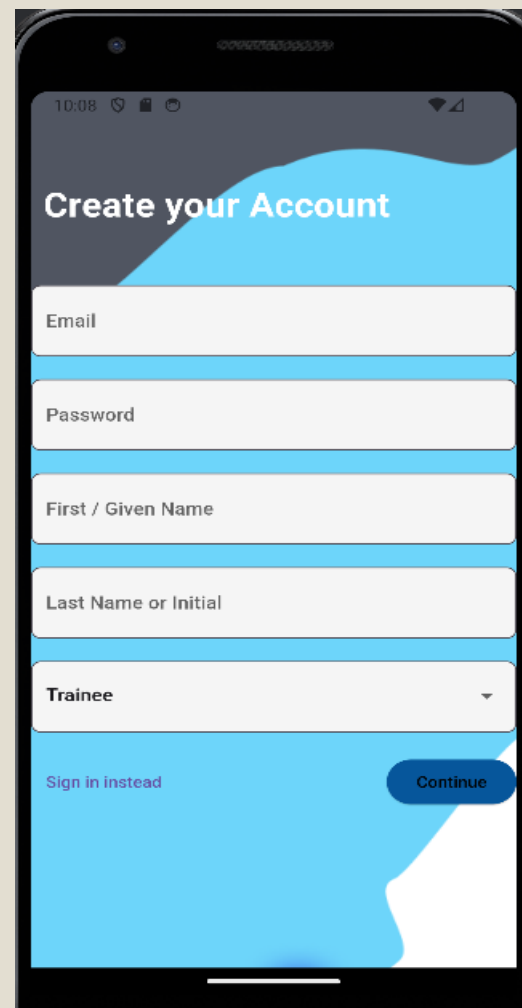 10:08
Create your Account
Email
Password
First / Given Name
Last Name or Initial
Trainee
Sign in instead
Continue